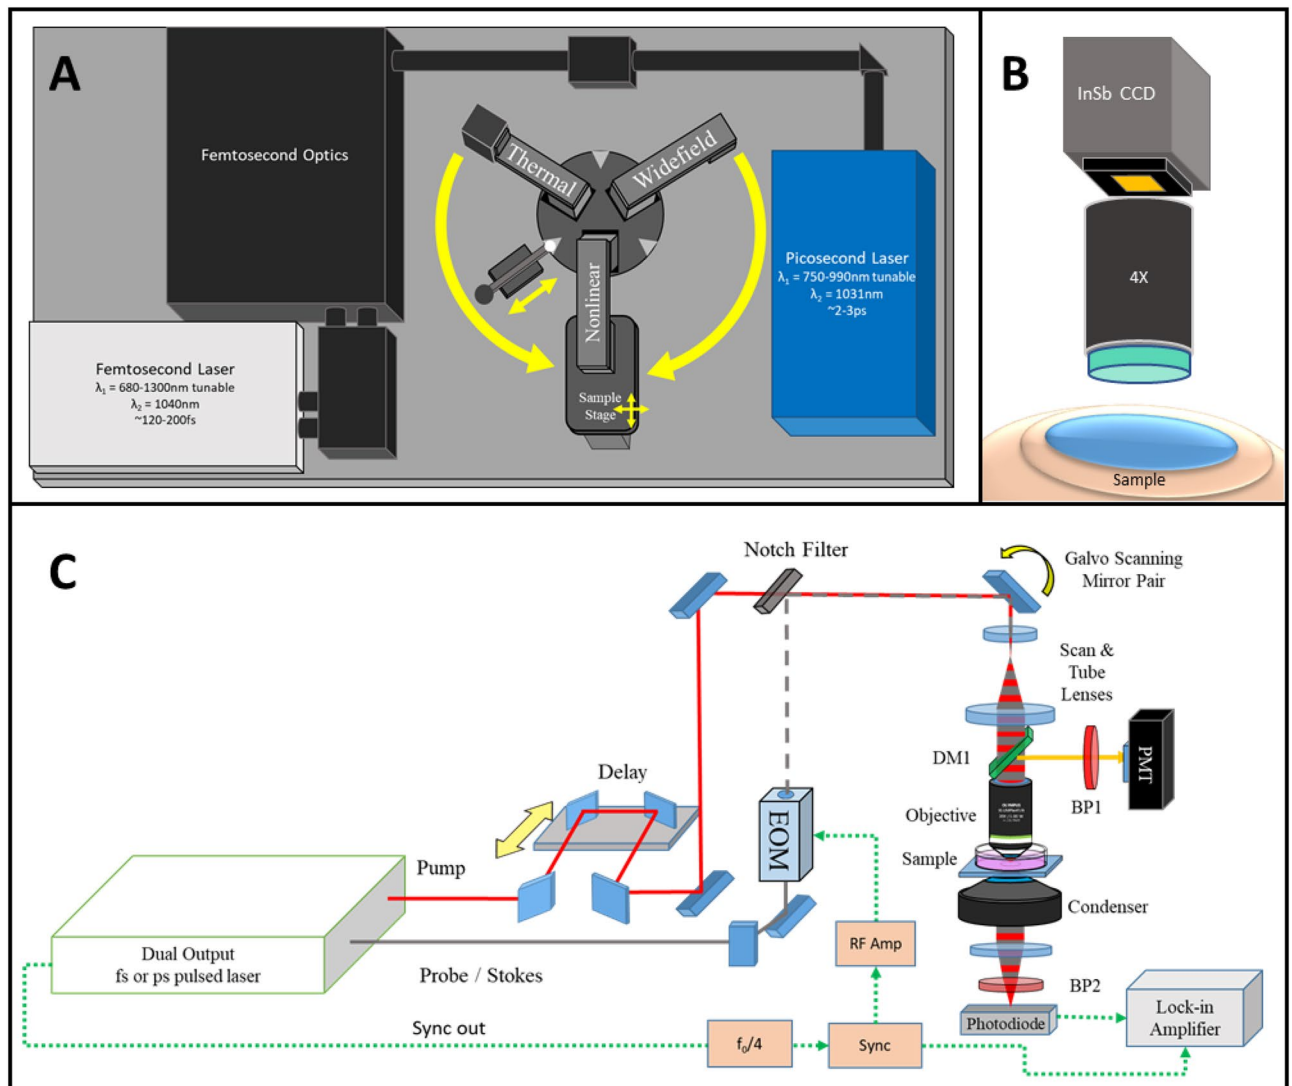 A
Femtosecond Optics
Thermal
Widefield
Nonlinear
Sample
Stage
Picosecond Laser
λ₁ = 750-990nm tunable
λ₂ = 1031nm
~2-3ps
Femtosecond Laser
λ₁ = 680-1300nm tunable
λ₂ = 1040nm
~120-200fs
B
InSb CCD
4X
Sample
C
Notch Filter
Galvo Scanning
Mirror Pair
Scan &
Tube
Lenses
DM1
PMT
BP1
Delay
EOM
Objective
Sample
Pump
Condenser
Dual Output
fs or ps pulsed laser
RF Amp
Probe / Stokes
BP2
Photodiode
Lock-in
Amplifier
Sync out
f₀/4
Sync